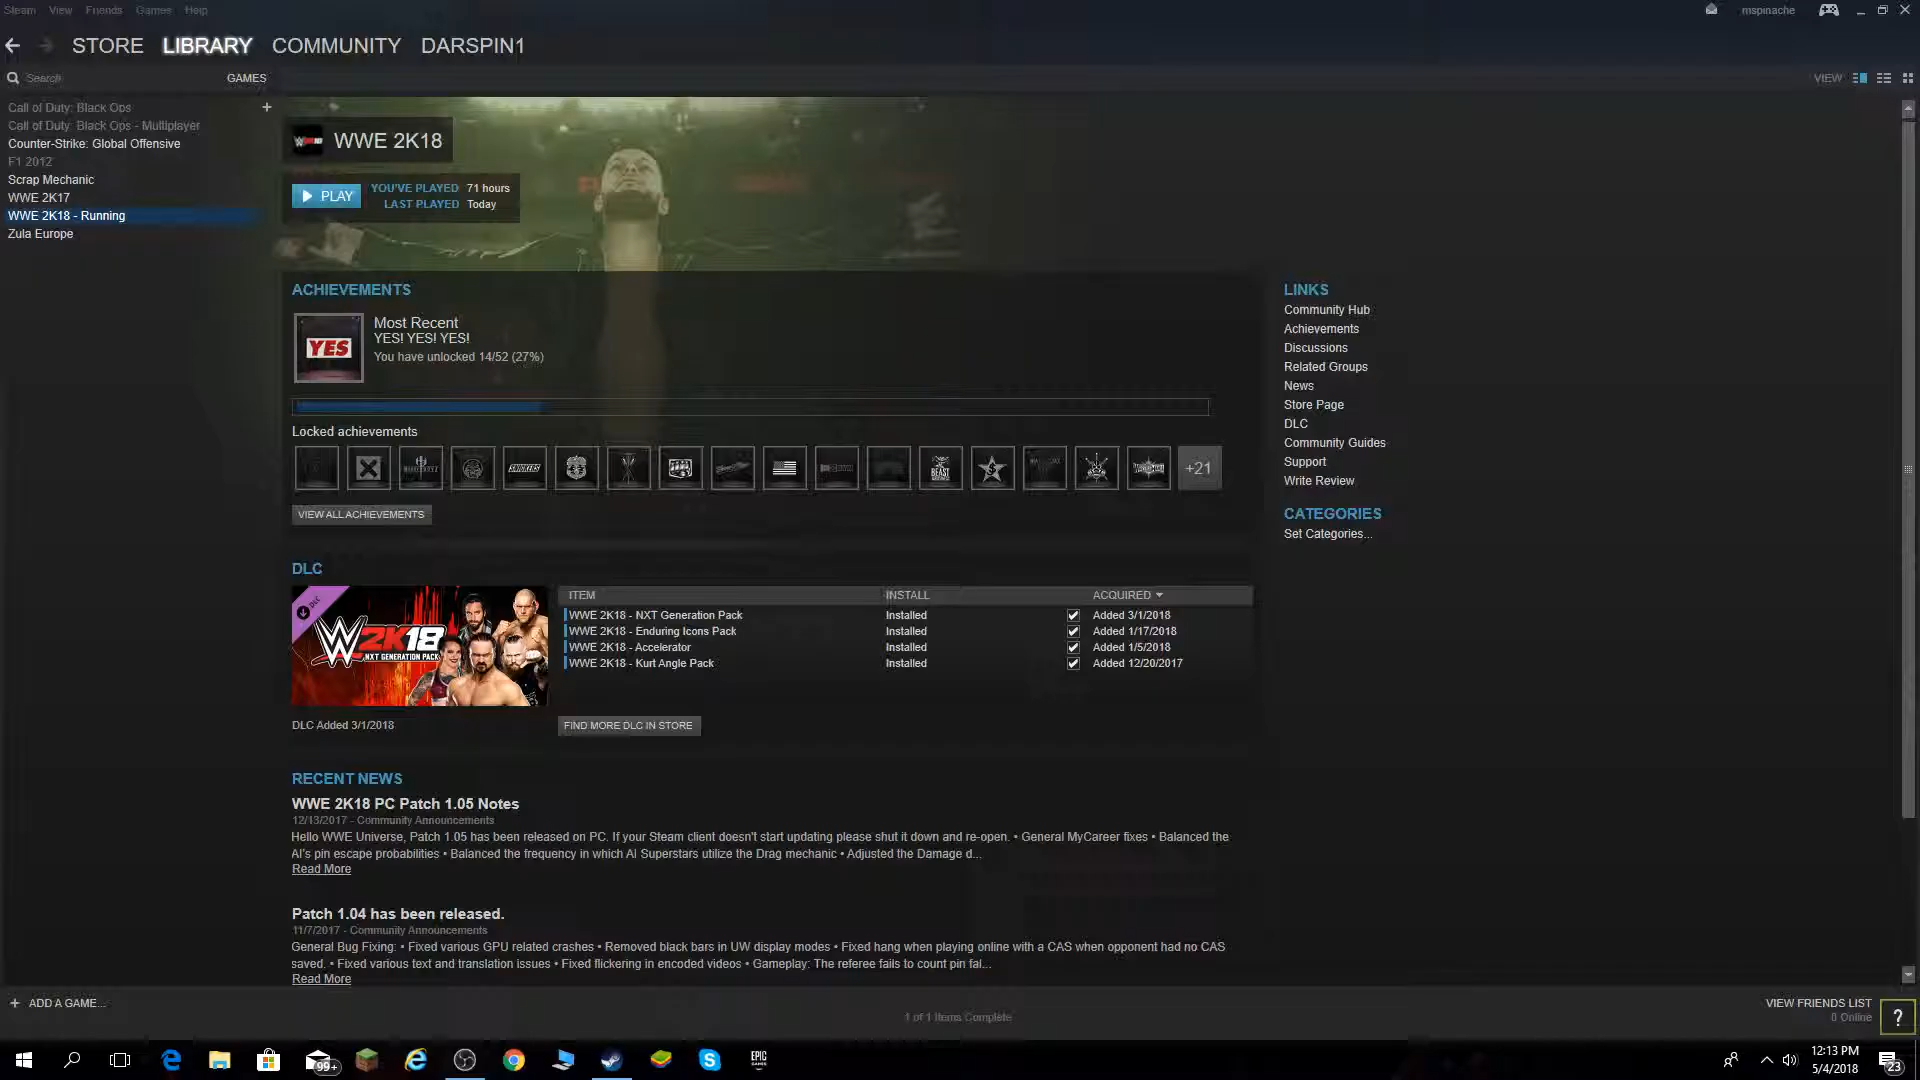 Steam View Friends Games Help
mspinache
STORE LIBRARY COMMUNITY DARSPIN1
Search
GAMES
VIEW
Call of Duty: Black Ops
Call of Duty: Black Ops - Multiplayer
Counter-Strike: Global Offensive
F1 2012
Scrap Mechanic
WWE 2K17
WWE 2K18 - Running
Zula Europe
WWE 2K18
PLAY
YOU'VE PLAYED 71 hours
LAST PLAYED Today
ACHIEVEMENTS
YES
Most Recent
YES! YES! YES!
You have unlocked 14/52 (27%)
Locked achievements
SNICKERS
BEAST
+21
VIEW ALL ACHIEVEMENTS
LINKS
Community Hub
Achievements
Discussions
Related Groups
News
Store Page
DLC
Community Guides
Support
Write Review
CATEGORIES
Set Categories...
DLC
DLC
W 2K18
NXT GENERATION PACK
DLC Added 3/1/2018
ITEM INSTALL ACQUIRED
WWE 2K18 - NXT Generation Pack Installed Added 3/1/2018
WWE 2K18 - Enduring Icons Pack Installed Added 1/17/2018
WWE 2K18 - Accelerator Installed Added 1/5/2018
WWE 2K18 - Kurt Angle Pack Installed Added 12/20/2017
FIND MORE DLC IN STORE
RECENT NEWS
WWE 2K18 PC Patch 1.05 Notes
12/13/2017 - Community Announcements
Hello WWE Universe, Patch 1.05 has been released on PC. If your Steam client doesn't start updating please shut it down and re-open. • General MyCareer fixes • Balanced the
AI's pin escape probabilities • Balanced the frequency in which AI Superstars utilize the Drag mechanic • Adjusted the Damage d...
Read More
Patch 1.04 has been released.
11/7/2017 - Community Announcements
General Bug Fixing: • Fixed various GPU related crashes • Removed black bars in UW display modes • Fixed hang when playing online with a CAS when opponent had no CAS
saved. • Fixed various text and translation issues • Fixed flickering in encoded videos • Gameplay: The referee fails to count pin fal...
Read More
+ ADD A GAME...
1 of 1 Items Complete
VIEW FRIENDS LIST
0 Online
?
99+
EPIC
GAMES
12:13 PM
5/4/2018
23